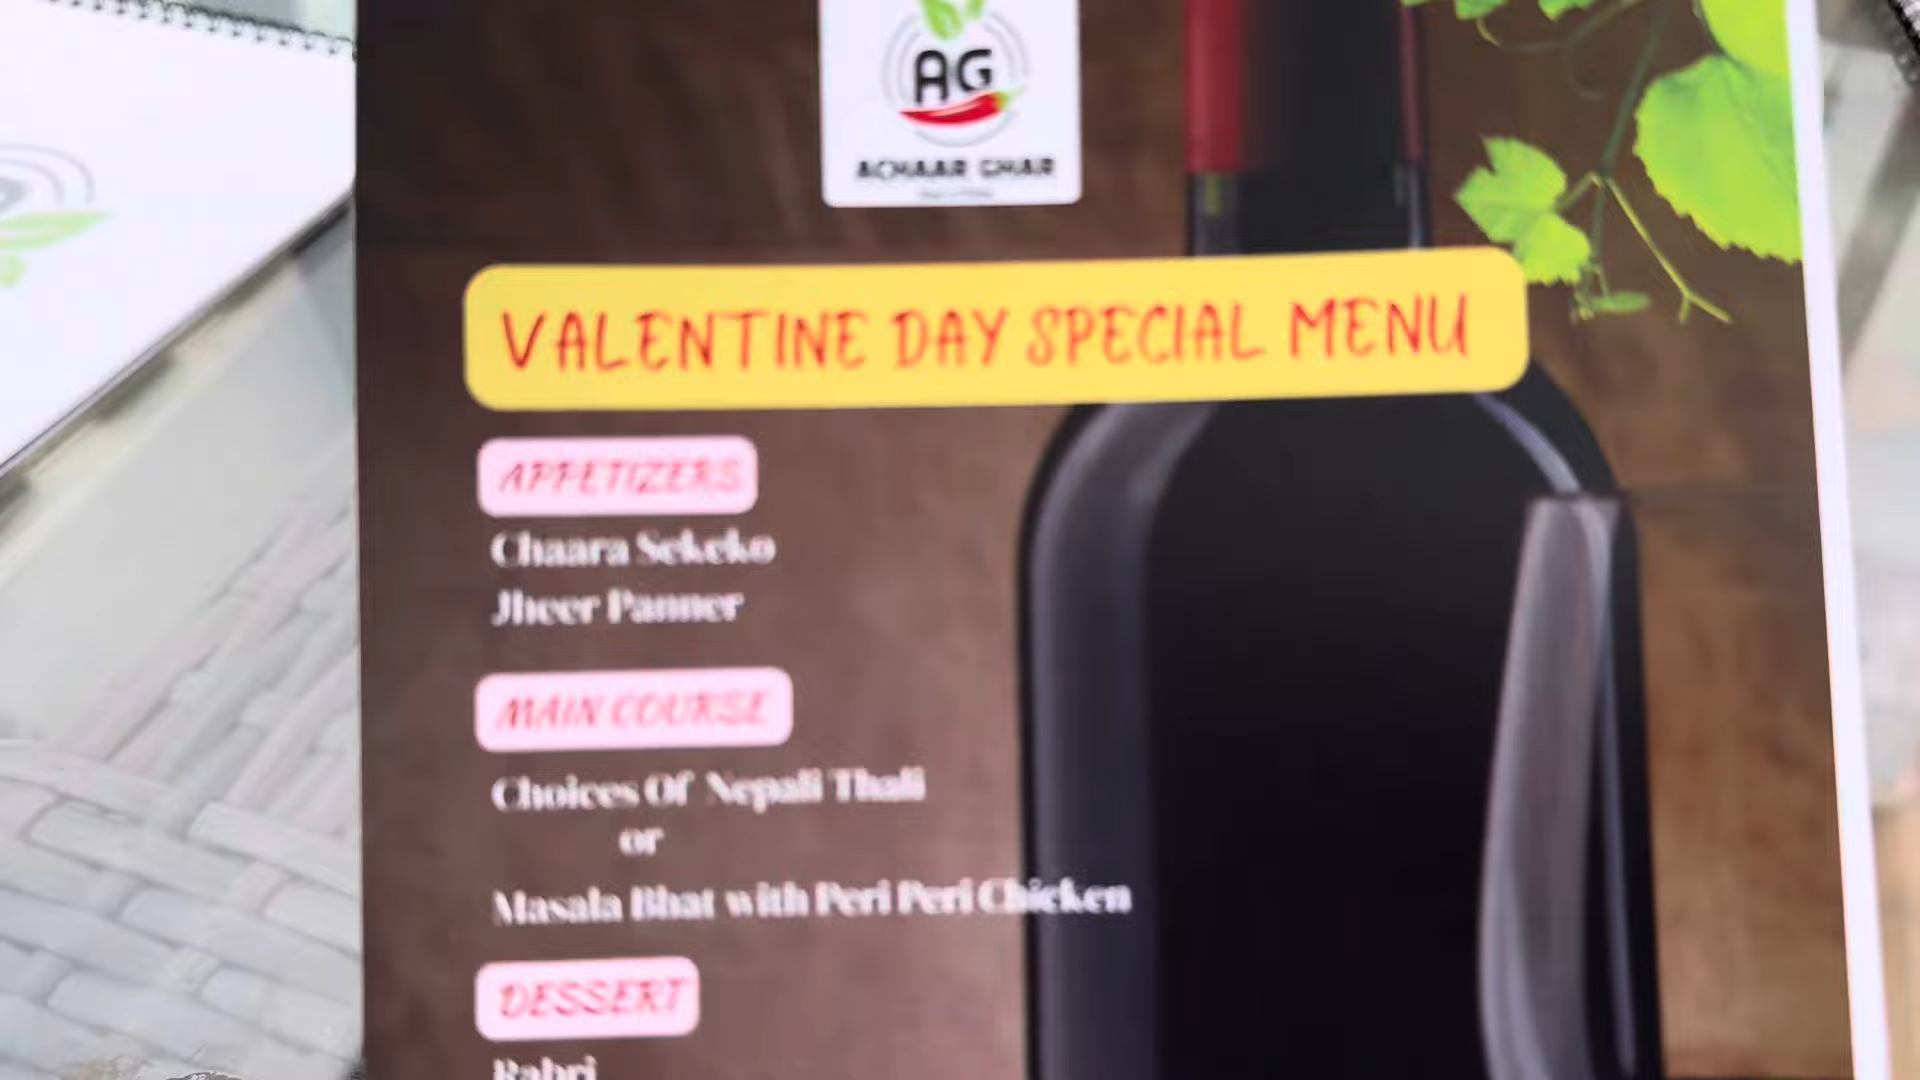 AG
ACHAAR GHAR
VALENTINE DAY SPECIAL MENU
APPETIZERS
Chaara Sekeko
Jheer Panner
MAIN COURSE
Choices Of Nepali Thali
or
Masala Bhat with Peri Peri Chicken
DESSERT
Rabri